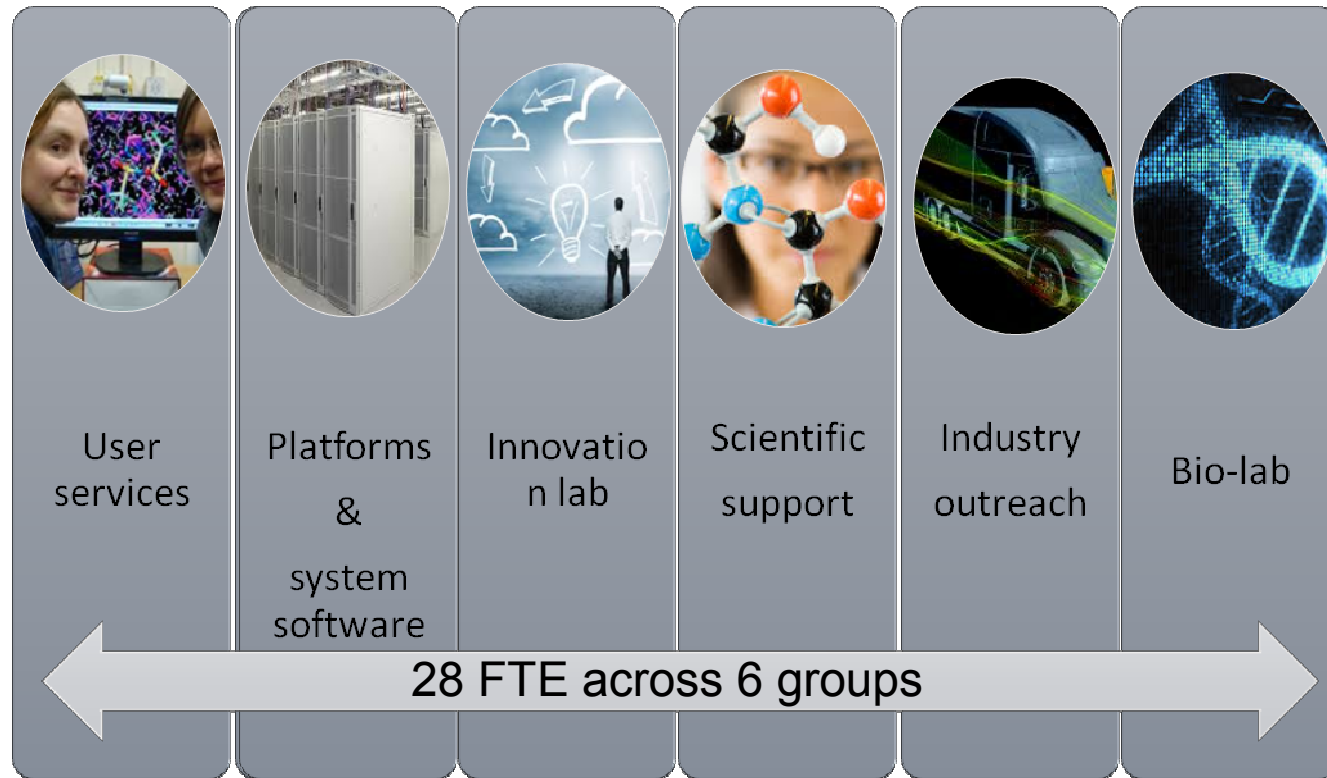 User
services
Platforms
&
system
software
Innovatio
n lab
Scientific
support
Industry
outreach
Bio-lab
28 FTE across 6 groups